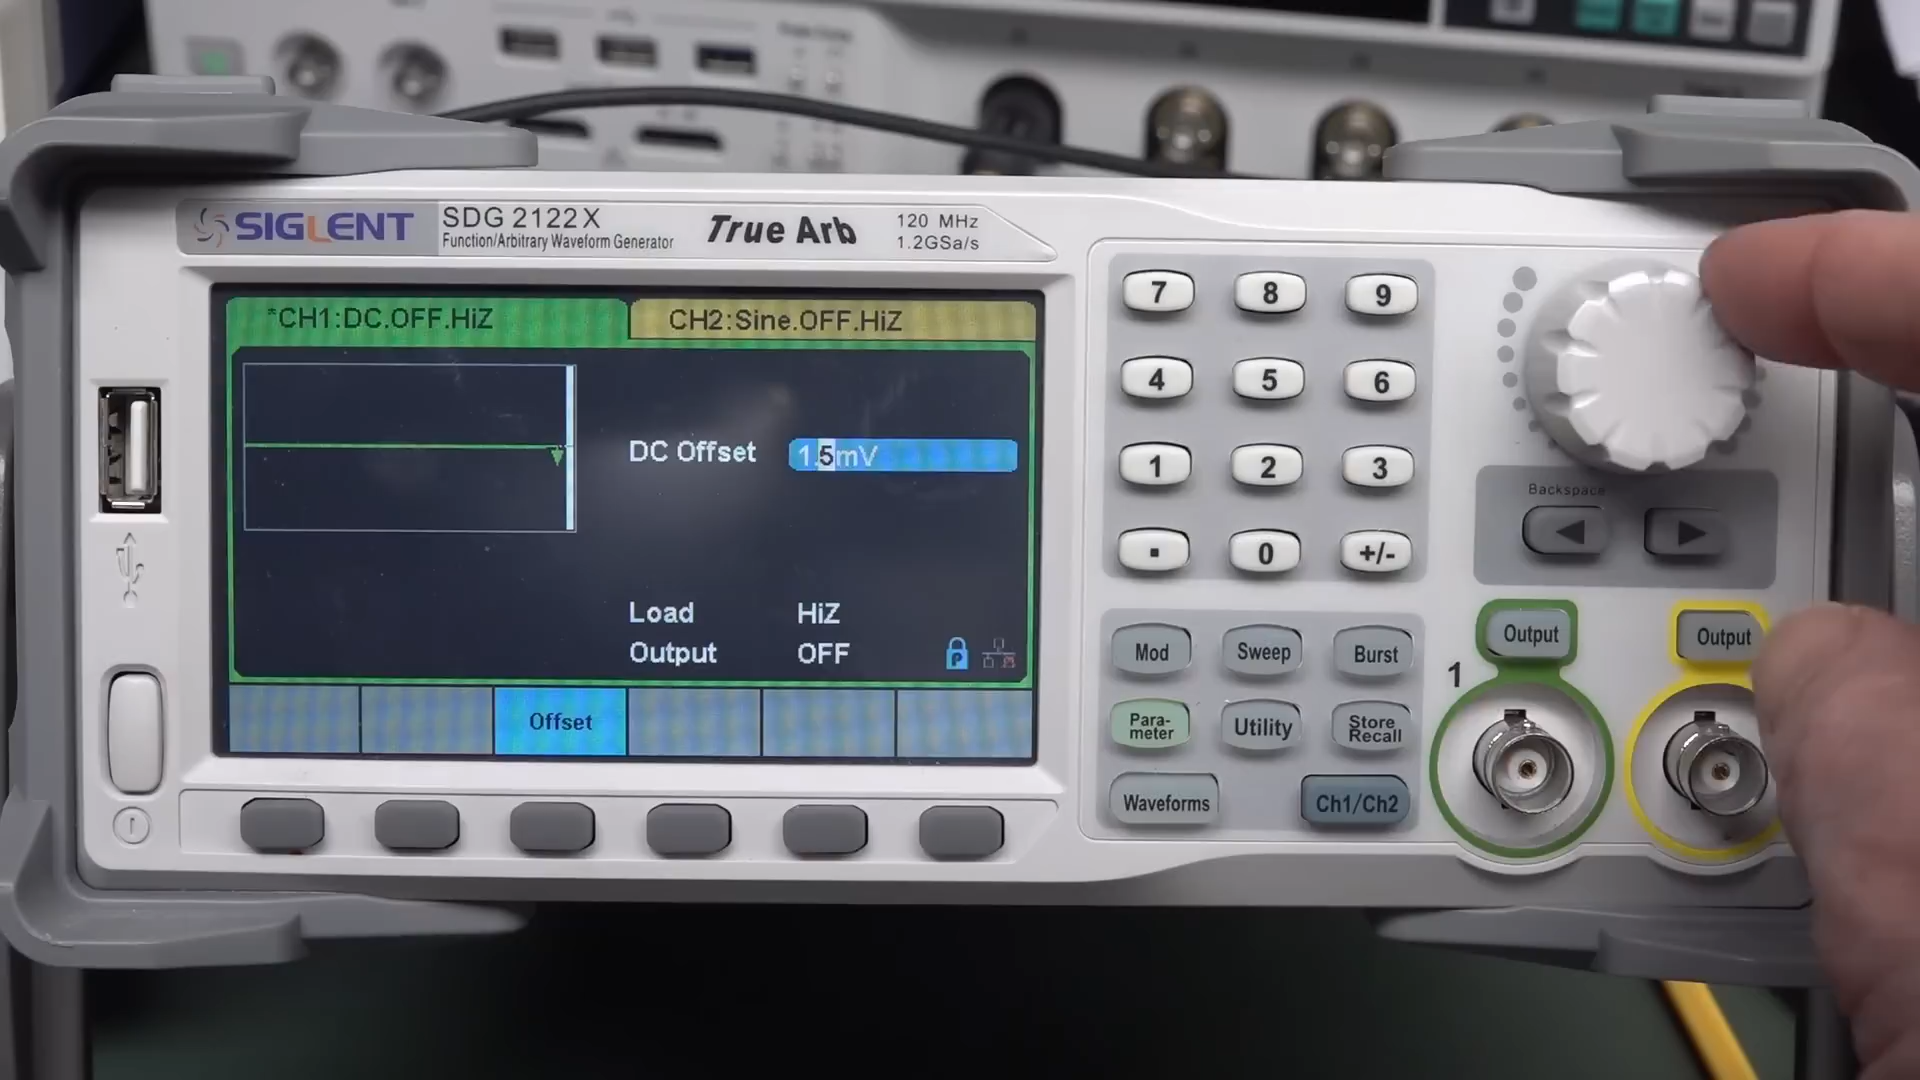 SIGLENT
SDG 2122X
Function/Arbitrary Waveform Generator
True Arb
120 MHz
1.2GSa/s
*CH1:DC.OFF.HiZ
CH2:Sine.OFF.HiZ
DC Offset
1.5mV
Load
HiZ
Output
OFF
P
Offset
7
8
9
4
5
6
1
2
3
.
0
+/-
Backspace
Mod
Sweep
Burst
Para-
meter
Utility
Store
Recall
Waveforms
Ch1/Ch2
Output
Output
1